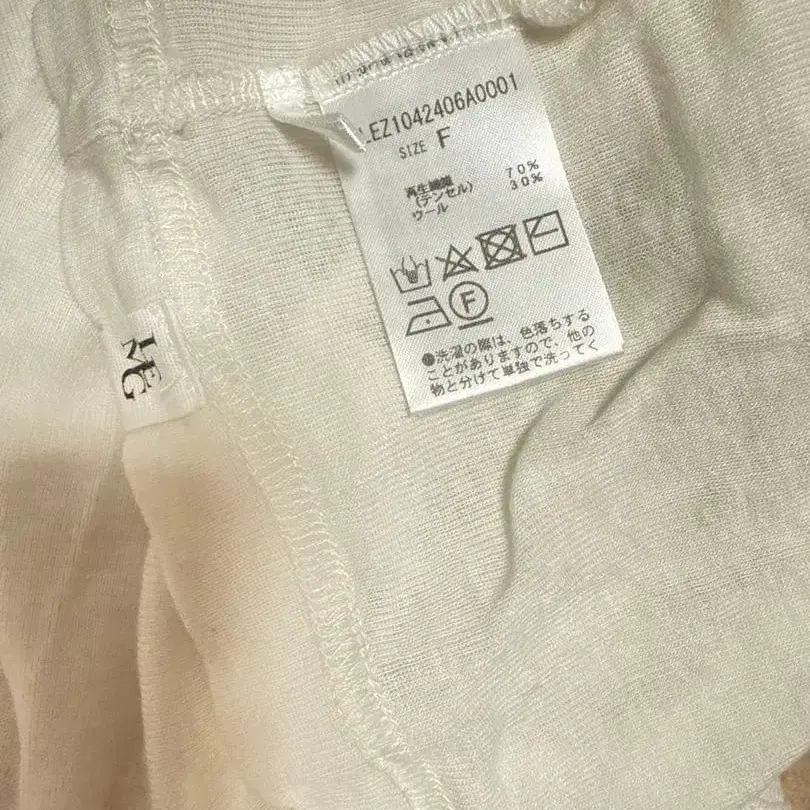 LEZ1042406A0001
SIZE F
再生繊維 70%
(テンセル) 30%
ウール
F
●洗濯の際は、色落ちする
ことがありますので、他の
物と分けて単独で洗ってく
LE
MG